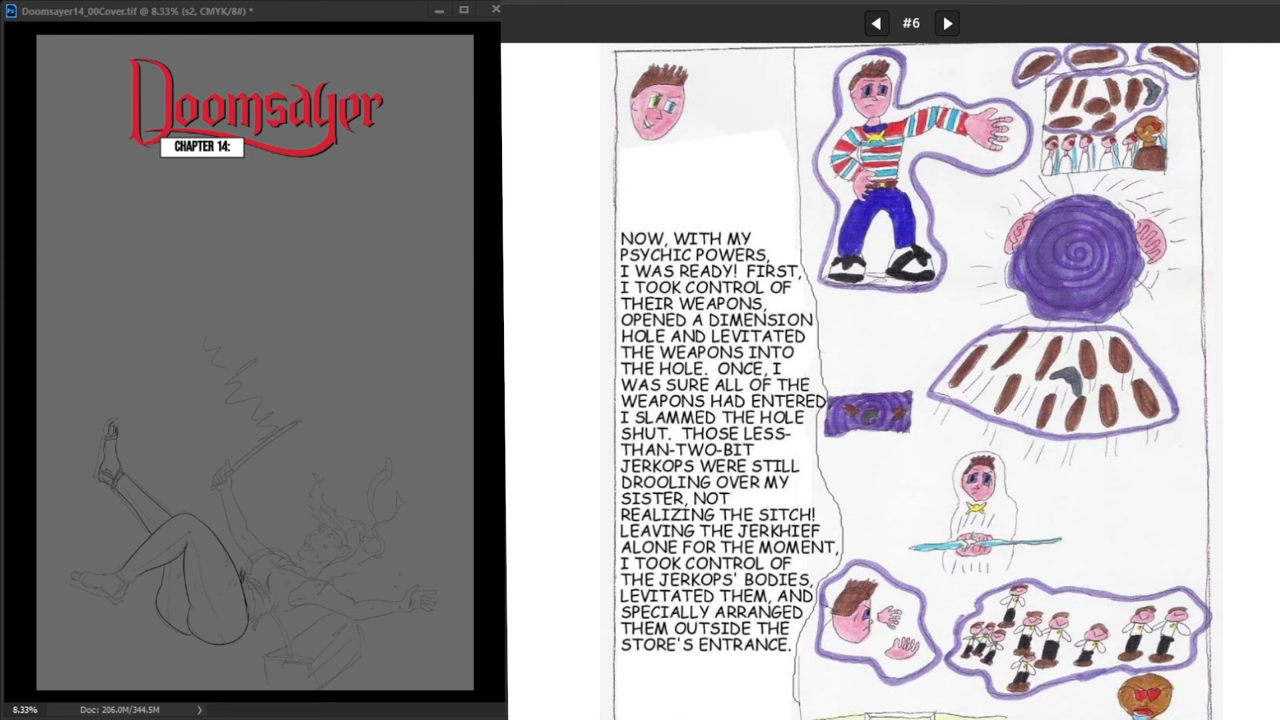 Doomsayer14_00Cover.tif @ 8.33% (s2, CMYK/8#) *
Doomsayer
CHAPTER 14:
8.33%
Doc: 206.0M/344.5M
#6
NOW, WITH MY
PSYCHIC POWERS,
I WAS READY! FIRST,
I TOOK CONTROL OF
THEIR WEAPONS,
OPENED A DIMENSION
HOLE AND LEVITATED
THE WEAPONS INTO
THE HOLE. ONCE, I
WAS SURE ALL OF THE
WEAPONS HAD ENTERED
I SLAMMED THE HOLE
SHUT. THOSE LESS-
THAN-TWO-BIT
JERKOPS WERE STILL
DROOLING OVER MY
SISTER, NOT
REALIZING THE SITCH!
LEAVING THE JERKHIEF
ALONE FOR THE MOMENT,
I TOOK CONTROL OF
THE JERKOPS' BODIES,
LEVITATED THEM, AND
SPECIALLY ARRANGED
THEM OUTSIDE THE
STORE'S ENTRANCE.